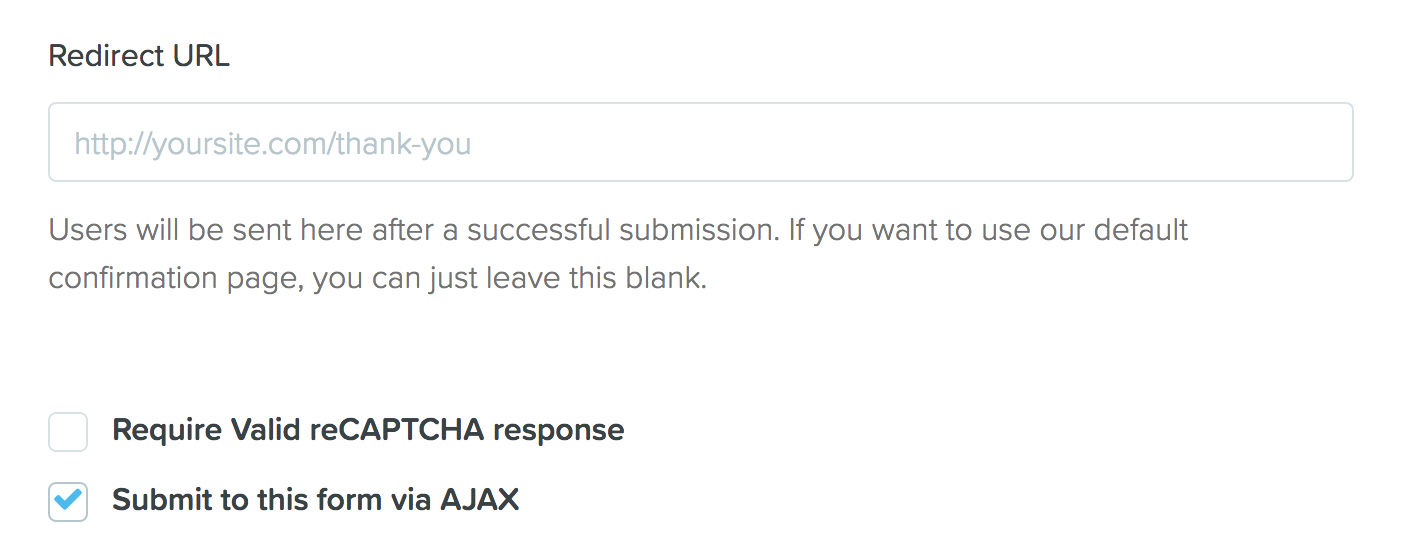 Redirect URL
http://yoursite.com/thank-you
Users will be sent here after a successful submission. If you want to use our default
confirmation page, you can just leave this blank.
Require Valid reCAPTCHA response
Submit to this form via AJAX